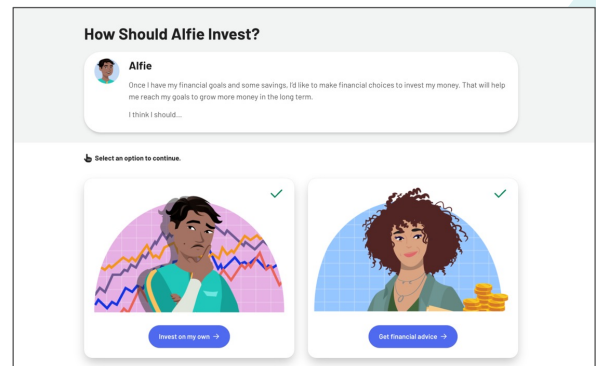 How Should Alfie Invest?
Alfie
Once I have my financial goals and some savings, I'd like to make financial choices to invest my money. That will help
me reach my goals to grow more money in the long term.
I think I should...
Select an option to continue.
Invest on my own →
Get financial advice →